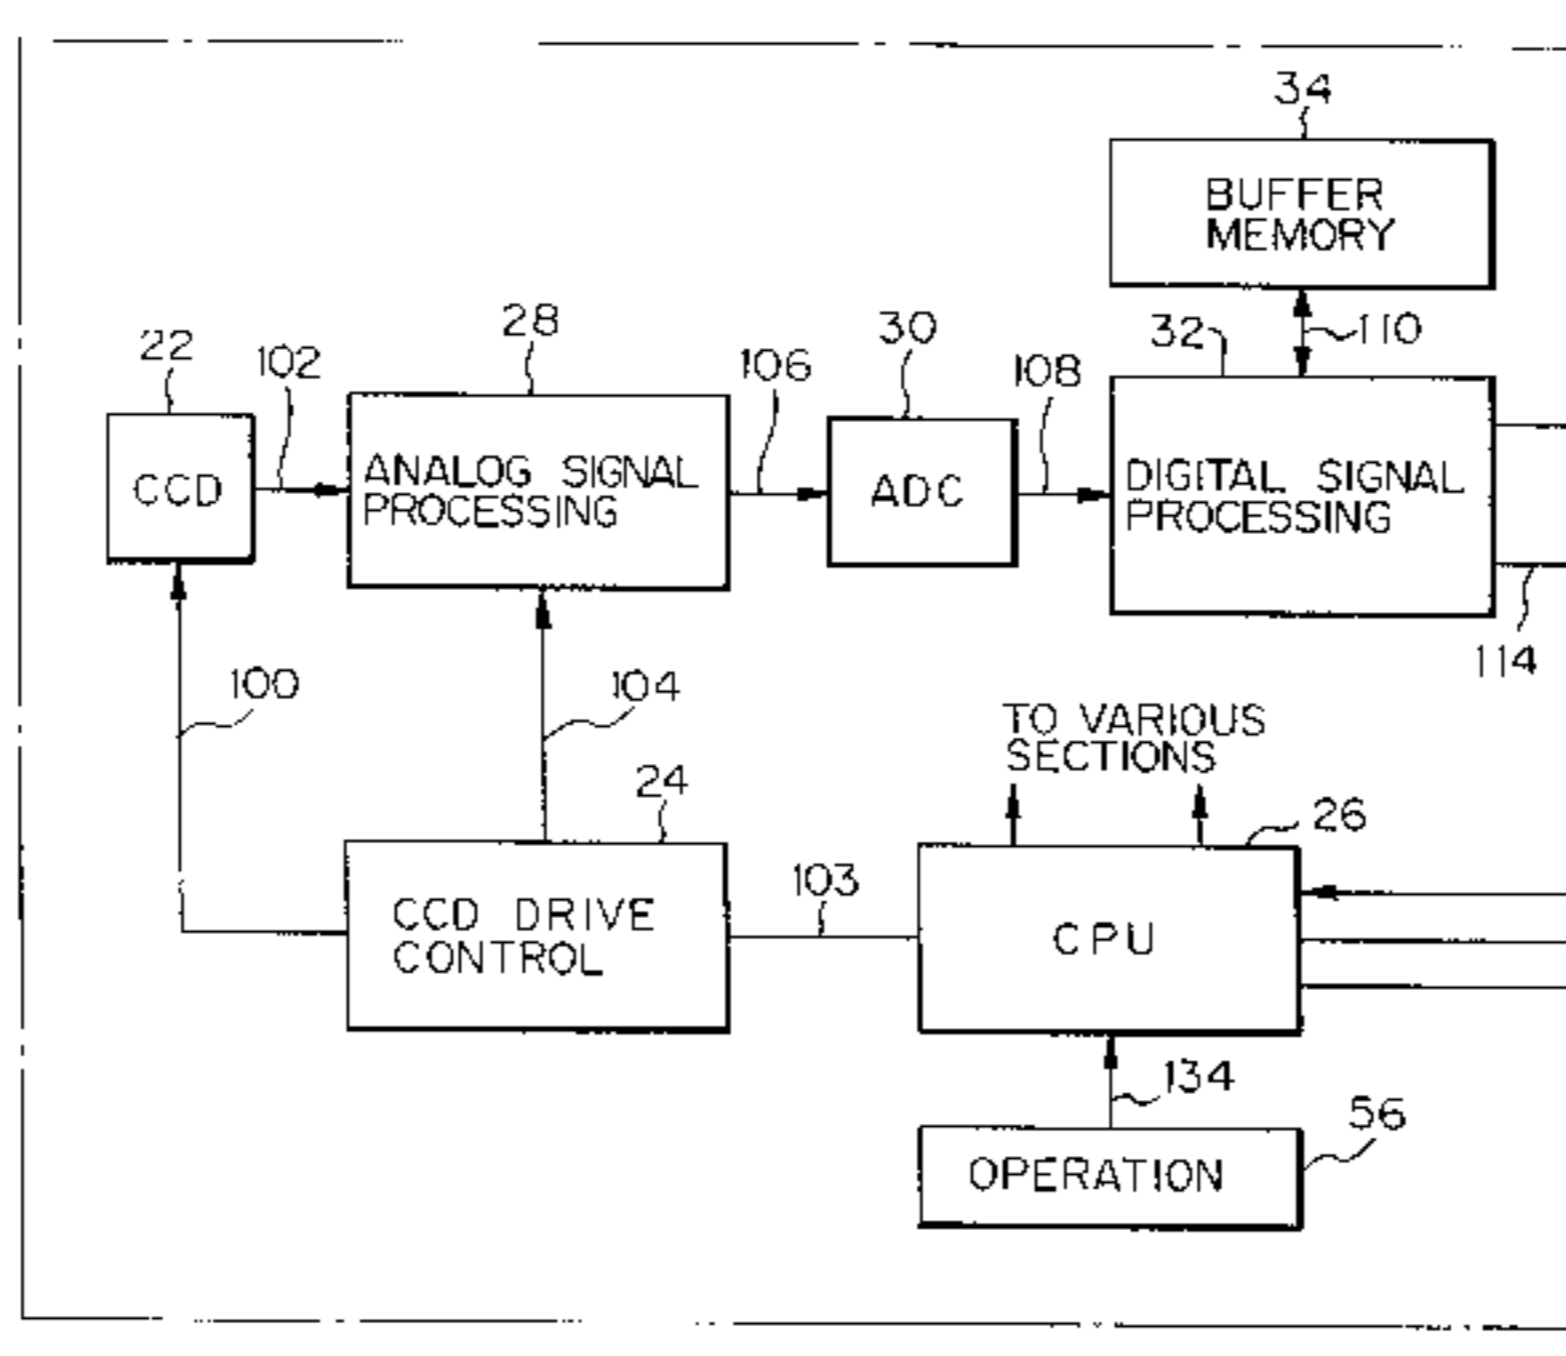 34
BUFFER
MEMORY
110
32
28
30
22
102
106
108
CCD
ANALOG SIGNAL
PROCESSING
ADC
DIGITAL SIGNAL
PROCESSING
114
100
104
TO VARIOUS
SECTIONS
24
26
103
CCD DRIVE
CONTROL
CPU
134
56
OPERATION